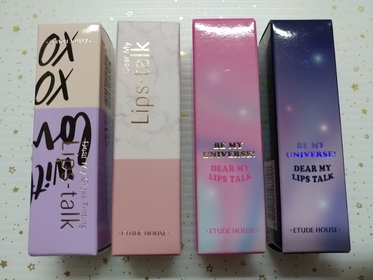 XO
XO
Lips-talk
Dear My
Lips-talk
·ETUDE HOUSE·
BE MY
UNIVERSE!
DEAR MY
LIPS TALK
·ETUDE HOUSE·
BE MY
UNIVERSE!
DEAR MY
LIPS TALK
·ETUDE HOUSE·